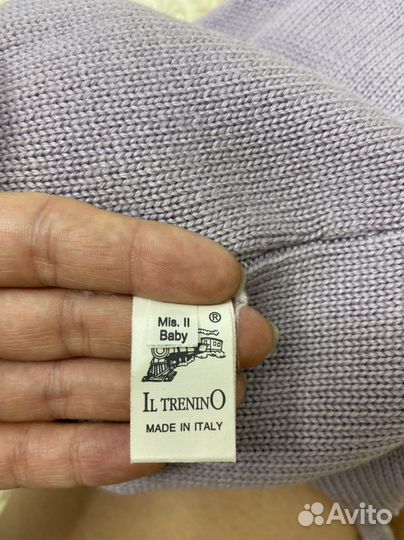 Mis. II
Baby
®
IL TRENINO
MADE IN ITALY
Avito